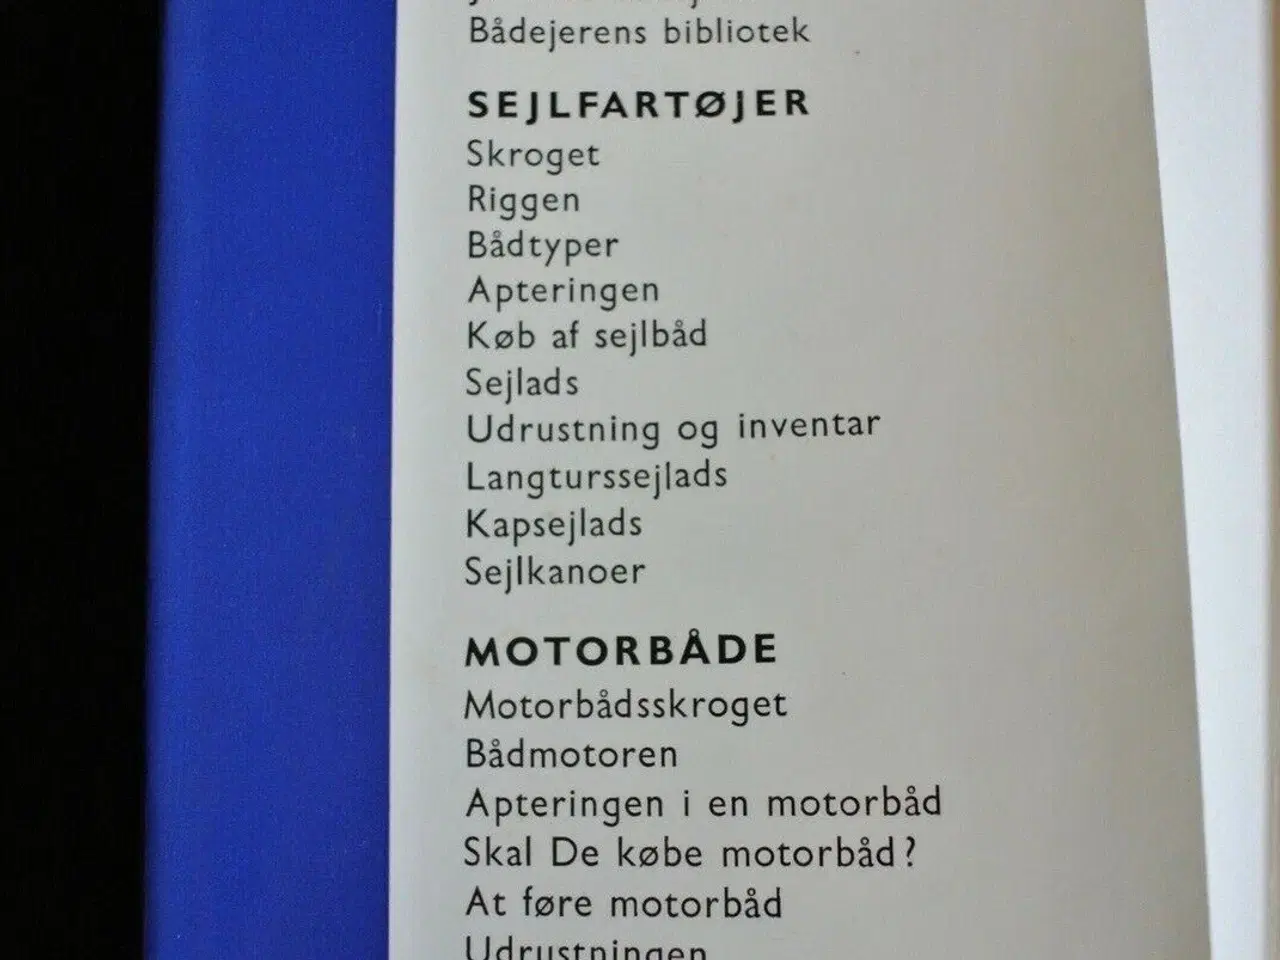 Bådejerens bibliotek
SEJLFARTØJER
Skroget
Riggen
Bådtyper
Apteringen
Køb af sejlbåd
Sejlads
Udrustning og inventar
Langturssejlads
Kapsejlads
Sejlkanoer
MOTORBÅDE
Motorbådsskroget
Bådmotoren
Apteringen i en motorbåd
Skal De købe motorbåd?
At føre motorbåd
Udrustningen